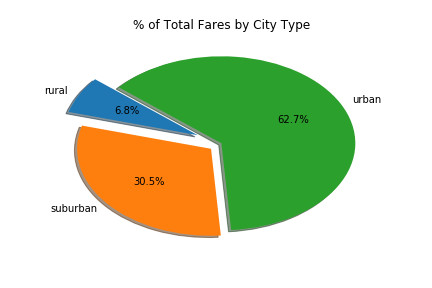 % of Total Fares by City Type
rural
urban
6.8%
62.7%
30.5%
suburban